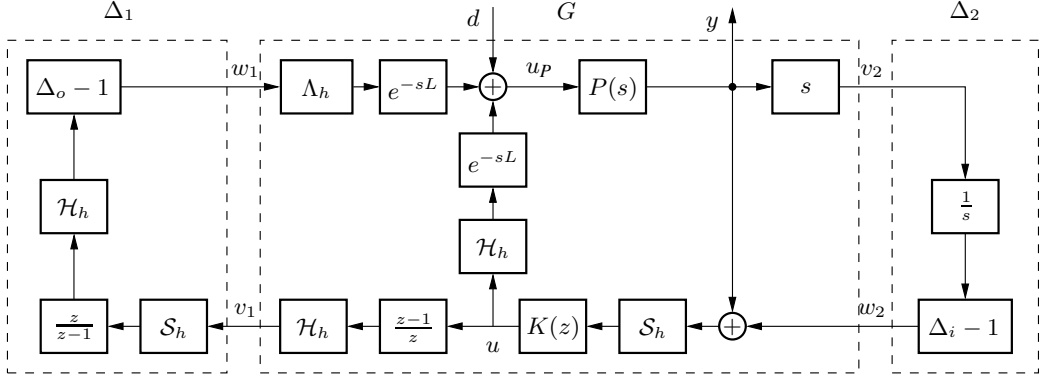 Δ₁ d G y Δ₂
Δₒ − 1 w₁ Λₕ e⁻ˢᴸ + u_P P(s) s v₂
e⁻ˢᴸ
ℋₕ ℋₕ 1/s
z/(z−1) 𝒮ₕ v₁ ℋₕ (z−1)/z u K(z) 𝒮ₕ + w₂ Δᵢ − 1